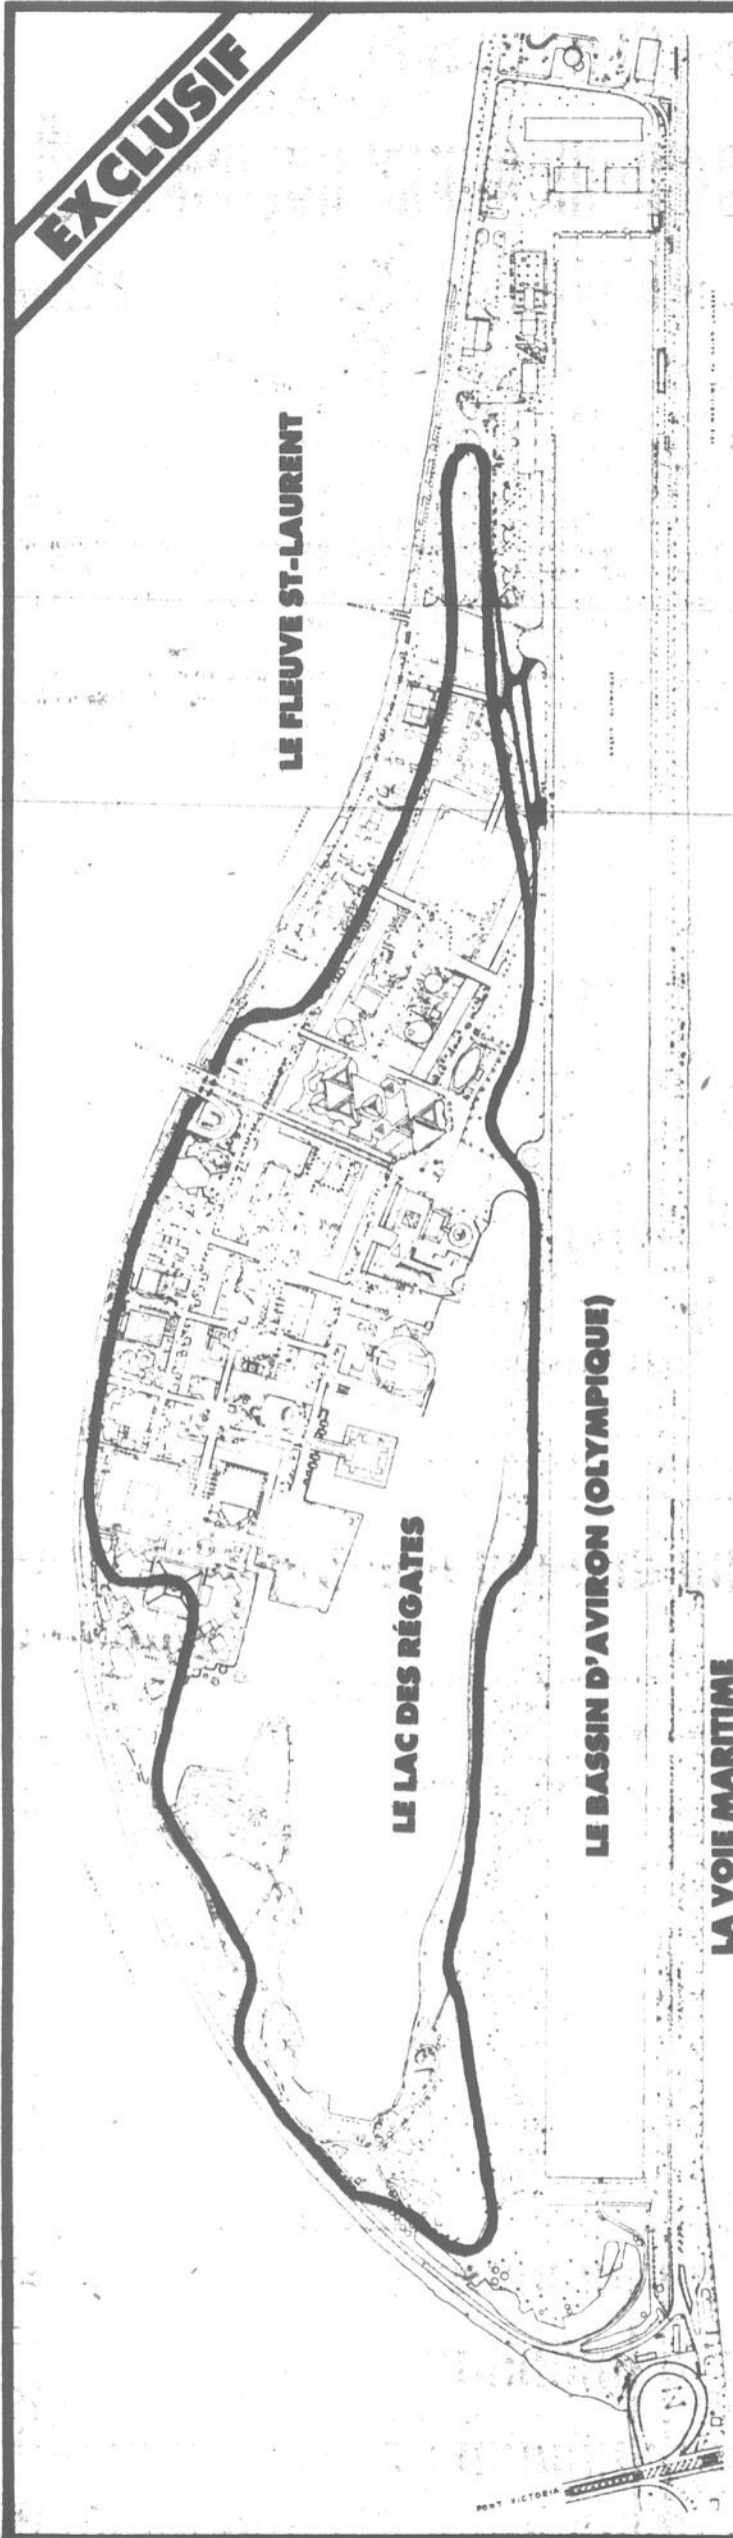 EXCLUSIF
LE FLEUVE ST-LAURENT
LE LAC DES RÉGATES
LE BASSIN D'AVIRON (OLYMPIQUE)
LA VOIE MARITIME
PONT VICTORIA